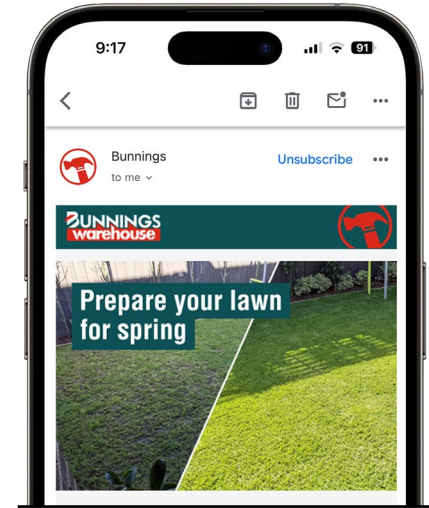 9:17
91
Bunnings
Unsubscribe
to me
BUNNINGS
warehouse
Prepare your lawn
for spring